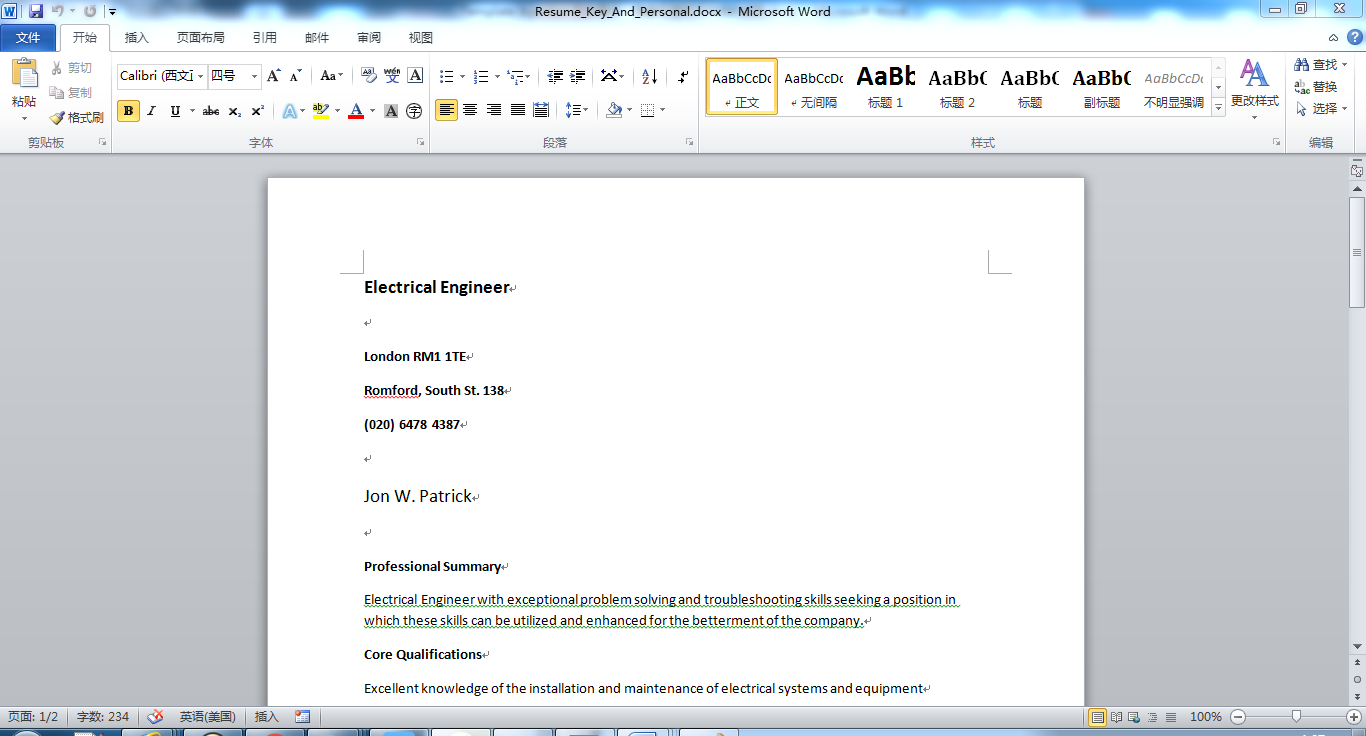 Resume_Key_And_Personal.docx - Microsoft Word
文件 开始 插入 页面布局 引用 邮件 审阅 视图
粘贴 剪切 复制 格式刷
Calibri (西文正 四号
AaBbCcDc AaBbCcDc AaBb AaBbC AaBbC AaBbC AaBbCcDc
正文 无间隔 标题 1 标题 2 标题 副标题 不明显强调
更改样式
查找 替换 选择
剪贴板 字体 段落 样式 编辑
Electrical Engineer
London RM1 1TE
Romford, South St. 138
(020) 6478 4387
Jon W. Patrick
Professional Summary
Electrical Engineer with exceptional problem solving and troubleshooting skills seeking a position in
which these skills can be utilized and enhanced for the betterment of the company.
Core Qualifications
Excellent knowledge of the installation and maintenance of electrical systems and equipment
页面: 1/2 字数: 234 英语(美国) 插入 100%